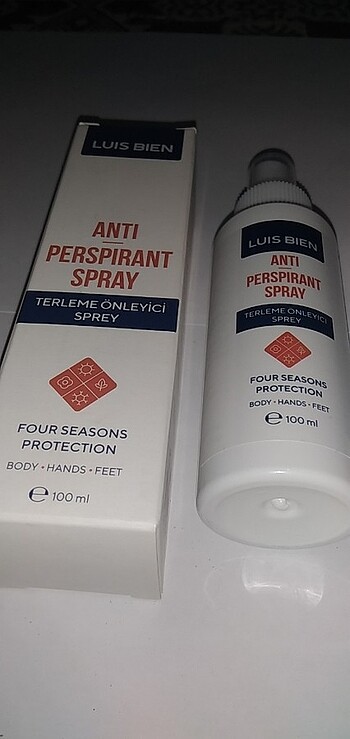 LUIS BIEN
ANTI
PERSPIRANT
SPRAY
TERLEME ÖNLEYİCİ
SPREY
FOUR SEASONS
PROTECTION
BODY • HANDS • FEET
℮ 100 ml
LUIS BIEN
ANTI
PERSPIRANT
SPRAY
TERLEME ÖNLEYİCİ
SPREY
FOUR SEASONS
PROTECTION
BODY • HANDS • FEET
℮ 100 ml